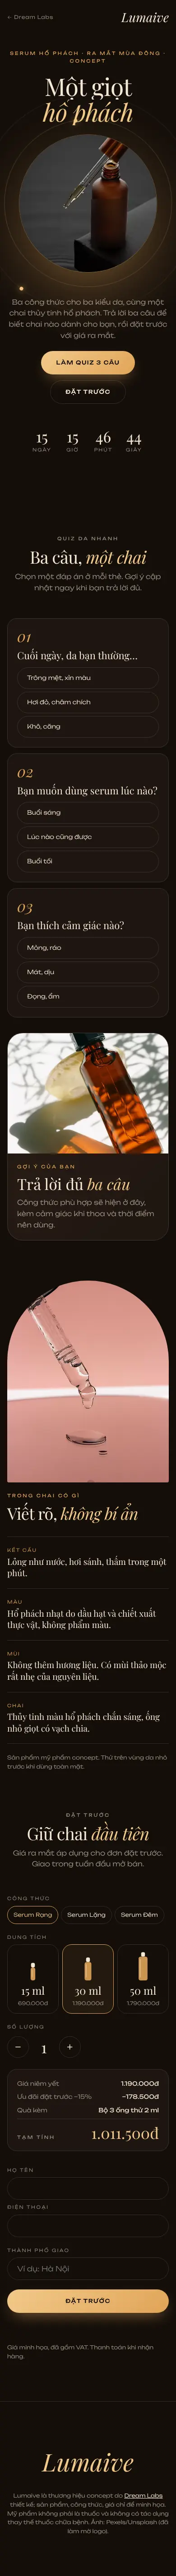 ← Dream Labs
Lumaive
SERUM HỔ PHÁCH · RA MẮT MÙA ĐÔNG ·
CONCEPT
Một giọt
hổ phách
Ba công thức cho ba kiểu da, cùng một
chai thủy tinh màu hổ phách. Trả lời ba câu để
biết chai nào dành cho bạn, rồi đặt trước
với giá ra mắt.
LÀM QUIZ 3 CÂU
ĐẶT TRƯỚC
15 15 46 44
NGÀY GIỜ PHÚT GIÂY
QUIZ DA NHANH
Ba câu, một chai
Chọn một đáp án ở mỗi thẻ. Gợi ý cập
nhật ngay khi bạn trả lời đủ.
01
Cuối ngày, da bạn thường…
Trông mệt, xỉn màu
Hơi đỏ, châm chích
Khô, căng
02
Bạn muốn dùng serum lúc nào?
Buổi sáng
Lúc nào cũng được
Buổi tối
03
Bạn thích cảm giác nào?
Mỏng, ráo
Mát, dịu
Đọng, ẩm
GỢI Ý CỦA BẠN
Trả lời đủ ba câu
Công thức phù hợp sẽ hiện ở đây,
kèm cảm giác khi thoa và thời điểm
nên dùng.
TRONG CHAI CÓ GÌ
Viết rõ, không bí ẩn
KẾT CẤU
Lỏng như nước, hơi sánh, thấm trong một
phút.
MÀU
Hổ phách nhạt do dầu hạt và chiết xuất
thực vật, không phẩm màu.
MÙI
Không thêm hương liệu. Có mùi thảo mộc
rất nhẹ của nguyên liệu.
CHAI
Thủy tinh màu hổ phách chắn sáng, ống
nhỏ giọt có vạch chia.
Sản phẩm mỹ phẩm concept. Thử trên vùng da nhỏ
trước khi dùng toàn mặt.
ĐẶT TRƯỚC
Giữ chai đầu tiên
Giá ra mắt áp dụng cho đơn đặt trước.
Giao trong tuần đầu mở bán.
CÔNG THỨC
Serum Rạng Serum Lặng Serum Đêm
DUNG TÍCH
15 ml 30 ml 50 ml
690.000đ 1.190.000đ 1.790.000đ
SỐ LƯỢNG
− 1 +
Giá niêm yết 1.190.000đ
Ưu đãi đặt trước −15% −178.500đ
Quà kèm Bộ 3 ống thử 2 ml
TẠM TÍNH 1.011.500đ
HỌ TÊN
ĐIỆN THOẠI
THÀNH PHỐ GIAO
Ví dụ: Hà Nội
ĐẶT TRƯỚC
Giá minh họa, đã gồm VAT. Thanh toán khi nhận
hàng.
Lumaive
Lumaive là thương hiệu concept do Dream Labs
thiết kế; sản phẩm, công thức, giá chỉ để minh họa.
Mỹ phẩm không phải là thuốc và không có tác dụng
thay thế thuốc chữa bệnh. Ảnh: Pexels/Unsplash (đã
làm mờ logo).